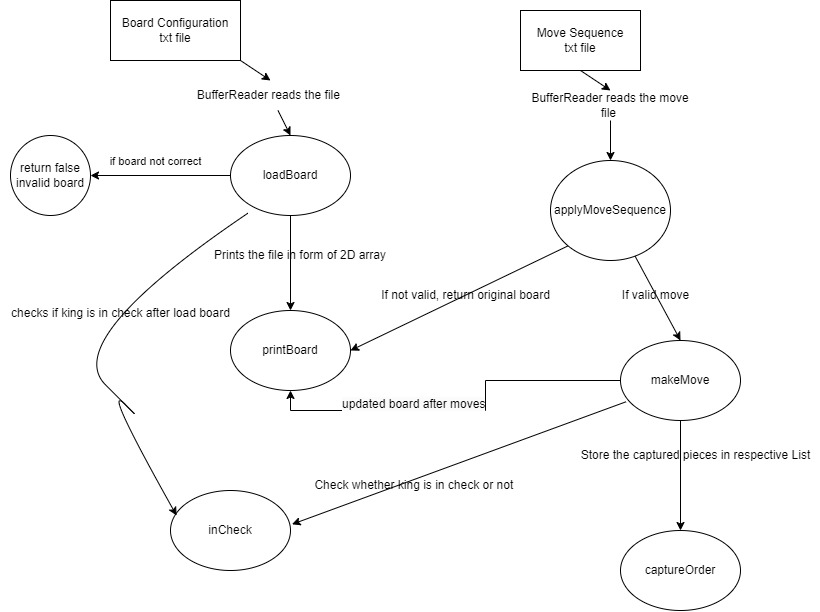 Board Configuration
txt file
Move Sequence
txt file
BufferReader reads the file
BufferReader reads the move
file
if board not correct
return false
invalid board
loadBoard
applyMoveSequence
Prints the file in form of 2D array
If not valid, return original board
If valid move
checks if king is in check after load board
printBoard
makeMove
updated board after moves
Store the captured pieces in respective List
Check whether king is in check or not
inCheck
captureOrder